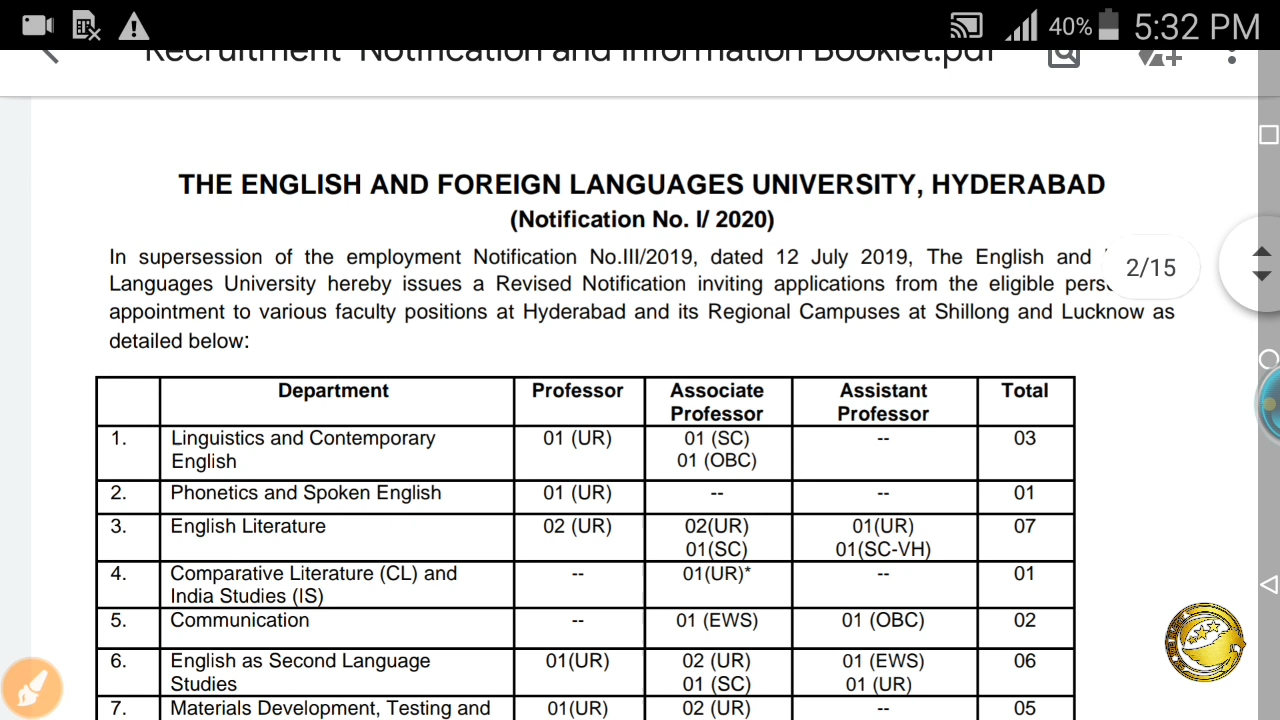 40% 5:32 PM
Recruitment Notification and Information Booklet.pdf
THE ENGLISH AND FOREIGN LANGUAGES UNIVERSITY, HYDERABAD
(Notification No. I/ 2020)
In supersession of the employment Notification No.III/2019, dated 12 July 2019, The English and
2/15
Languages University hereby issues a Revised Notification inviting applications from the eligible
appointment to various faculty positions at Hyderabad and its Regional Campuses at Shillong and Lucknow as
detailed below:
Department Professor Associate Professor Assistant Professor Total
1. Linguistics and Contemporary English 01 (UR) 01 (SC) 01 (OBC) -- 03
2. Phonetics and Spoken English 01 (UR) -- -- 01
3. English Literature 02 (UR) 02(UR) 01(SC) 01(UR) 01(SC-VH) 07
4. Comparative Literature (CL) and India Studies (IS) -- 01(UR)* -- 01
5. Communication -- 01 (EWS) 01 (OBC) 02
6. English as Second Language Studies 01(UR) 02 (UR) 01 (SC) 01 (EWS) 01 (UR) 06
7. Materials Development, Testing and 01(UR) 02 (UR) -- 05